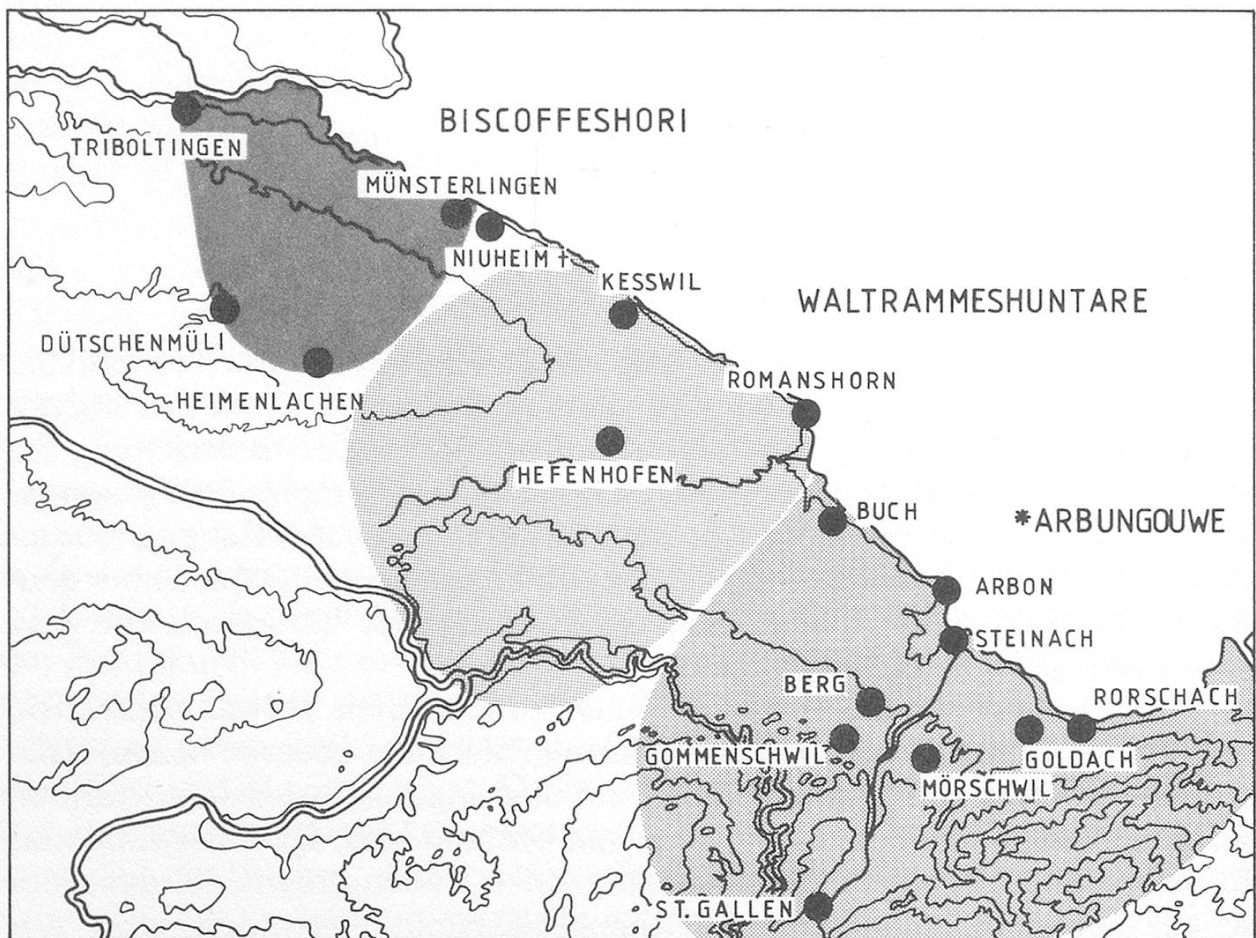 BISCOFFESHORI
TRIBOLTINGEN
MÜNSTERLINGEN
NIUHEIM †
KESSWIL
WALTRAMMESHUNTARE
DÜTSCHENMÜLI
ROMANSHORN
HEIMENLACHEN
HEFENHOFEN
BUCH
*ARBUNGOUWE
ARBON
STEINACH
BERG
RORSCHACH
GOMMENSCHWIL
GOLDACH
MÖRSCHWIL
ST. GALLEN